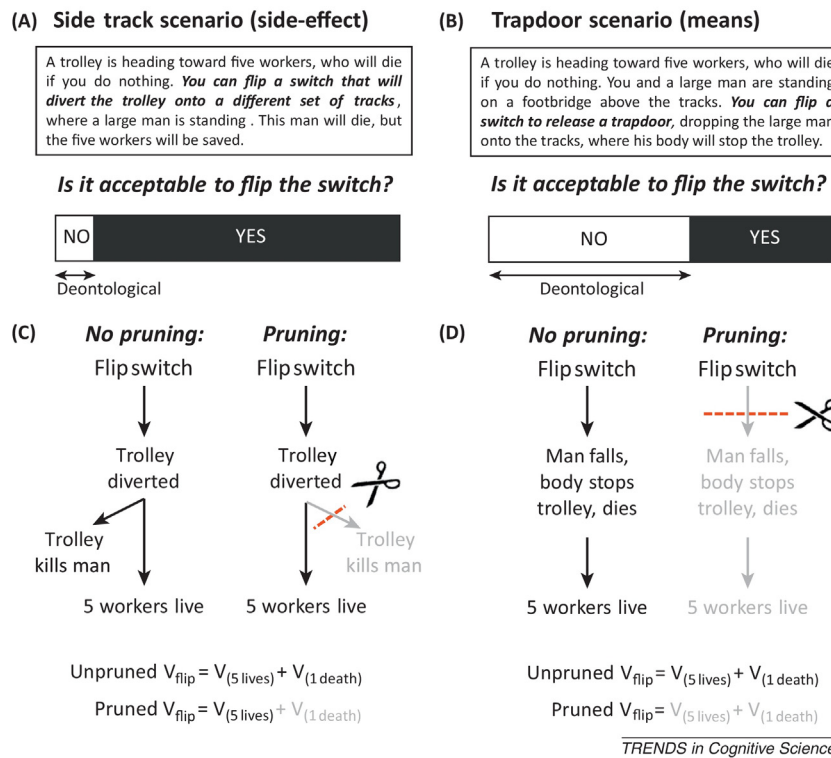 (A) Side track scenario (side-effect)
A trolley is heading toward five workers, who will die
if you do nothing. You can flip a switch that will
divert the trolley onto a different set of tracks,
where a large man is standing . This man will die, but
the five workers will be saved.
Is it acceptable to flip the switch?
NO YES
Deontological
(B) Trapdoor scenario (means)
A trolley is heading toward five workers, who will die
if you do nothing. You and a large man are standing
on a footbridge above the tracks. You can flip a
switch to release a trapdoor, dropping the large man
onto the tracks, where his body will stop the trolley.
Is it acceptable to flip the switch?
NO YES
Deontological
(C) No pruning: Pruning:
Flip switch Flip switch
Trolley Trolley
diverted diverted
Trolley Trolley
kills man kills man
5 workers live 5 workers live
Unpruned Vflip = V(5 lives) + V(1 death)
Pruned Vflip = V(5 lives) + V(1 death)
(D) No pruning: Pruning:
Flip switch Flip switch
Man falls, Man falls,
body stops body stops
trolley, dies trolley, dies
5 workers live 5 workers live
Unpruned Vflip = V(5 lives) + V(1 death)
Pruned Vflip= V(5 lives) + V(1 death)
TRENDS in Cognitive Science